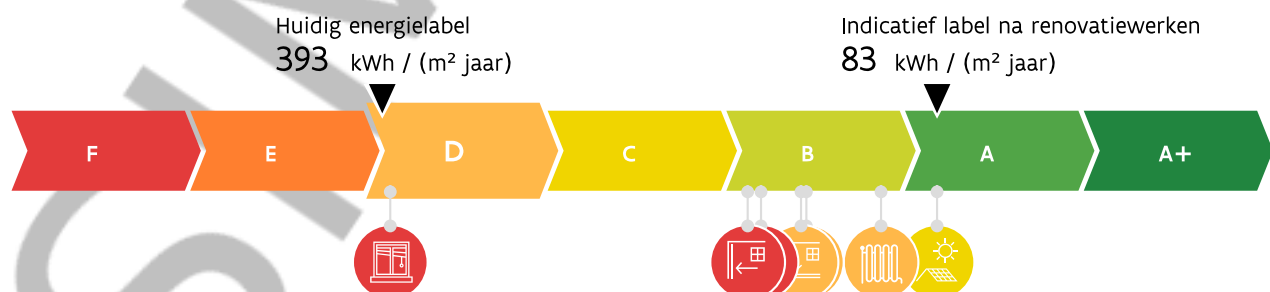 Huidig energielabel
393 kWh / (m² jaar)
Indicatief label na renovatiewerken
83 kWh / (m² jaar)
F E D C B A A+